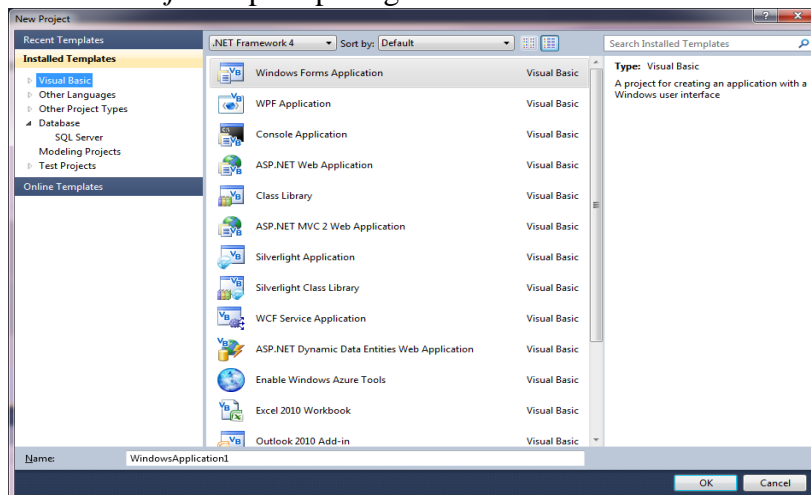 New Project
Recent Templates
.NET Framework 4
Sort by: Default
Search Installed Templates
Installed Templates
Visual Basic
Other Languages
Other Project Types
Database
SQL Server
Modeling Projects
Test Projects
Online Templates
Windows Forms Application Visual Basic
WPF Application Visual Basic
Console Application Visual Basic
ASP.NET Web Application Visual Basic
Class Library Visual Basic
ASP.NET MVC 2 Web Application Visual Basic
Silverlight Application Visual Basic
Silverlight Class Library Visual Basic
WCF Service Application Visual Basic
ASP.NET Dynamic Data Entities Web Application Visual Basic
Enable Windows Azure Tools Visual Basic
Excel 2010 Workbook Visual Basic
Outlook 2010 Add-in Visual Basic
Type: Visual Basic
A project for creating an application with a
Windows user interface
Name: WindowsApplication1
OK Cancel